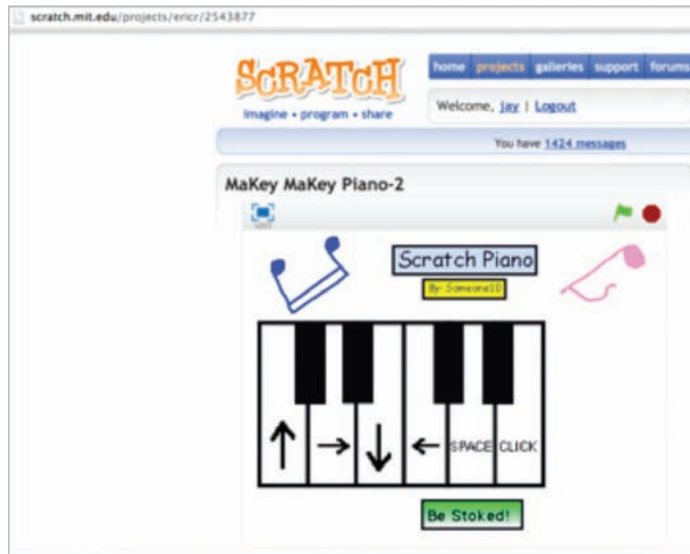 scratch.mit.edu/projects/ericr/2543877
SCRATCH
imagine • program • share
home projects galleries support forums
Welcome, jay | Logout
You have 1424 messages
MaKey MaKey Piano-2
Scratch Piano
By: Someone10
SPACE CLICK
Be Stoked!